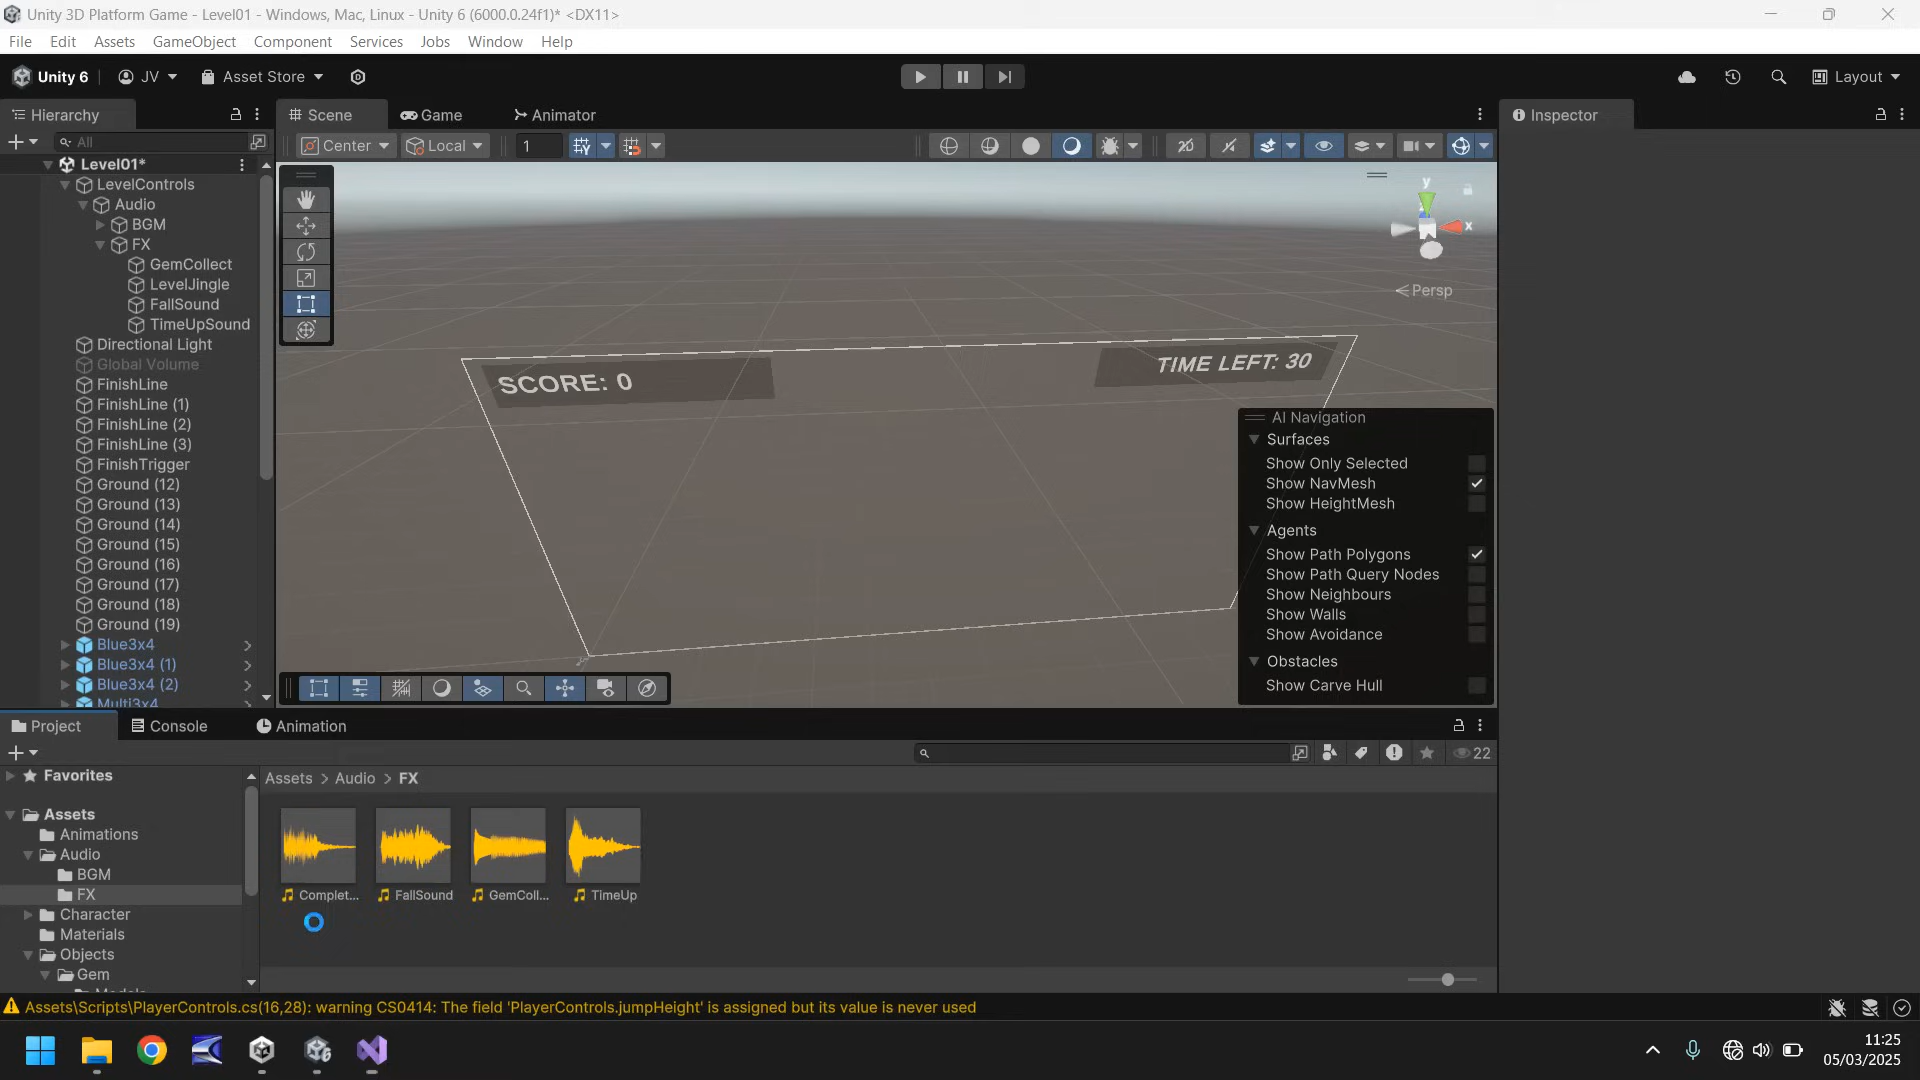 Unity 3D Platform Game - Level01 - Windows, Mac, Linux - Unity 6 (6000.0.24f1)* <DX11>
File Edit Assets GameObject Component Services Jobs Window Help
Unity 6 JV Asset Store Layout
Hierarchy Scene Game Animator Inspector
All Center Local 1 2D
Level01*
LevelControls
Audio
BGM
FX
GemCollect
LevelJingle
FallSound
TimeUpSound
Directional Light
Global Volume
FinishLine
FinishLine (1)
FinishLine (2)
FinishLine (3)
FinishTrigger
Ground (12)
Ground (13)
Ground (14)
Ground (15)
Ground (16)
Ground (17)
Ground (18)
Ground (19)
Blue3x4
Blue3x4 (1)
Blue3x4 (2)
Multi3x4
y
x
Persp
SCORE: 0
TIME LEFT: 30
AI Navigation
Surfaces
Show Only Selected
Show NavMesh
Show HeightMesh
Agents
Show Path Polygons
Show Path Query Nodes
Show Neighbours
Show Walls
Show Avoidance
Obstacles
Show Carve Hull
Project Console Animation
22
Favorites
Assets
Animations
Audio
BGM
FX
Character
Materials
Objects
Gem
Assets > Audio > FX
Complet... FallSound GemColl... TimeUp
Assets\Scripts\PlayerControls.cs(16,28): warning CS0414: The field 'PlayerControls.jumpHeight' is assigned but its value is never used
11:25
05/03/2025